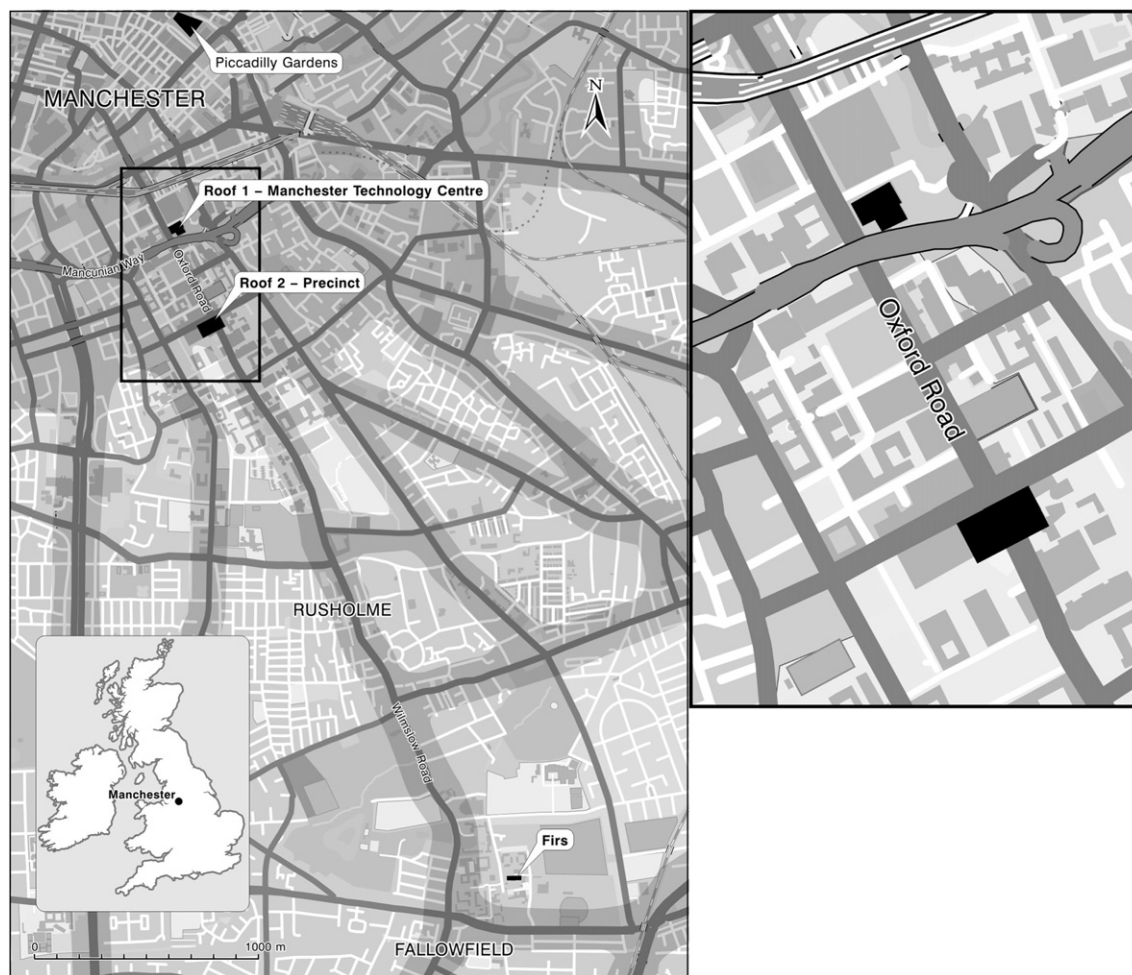 Piccadilly Gardens
MANCHESTER
N
Roof 1 – Manchester Technology Centre
Mancunian Way
Oxford Road
Roof 2 – Precinct
Oxford Road
RUSHOLME
Wilmslow Road
Manchester
Firs
0
1000 m
FALLOWFIELD